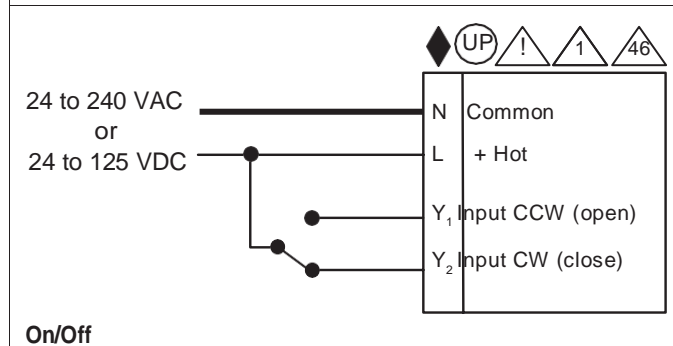 UP ! 1 46
24 to 240 VAC
or
24 to 125 VDC
N Common
L + Hot
Y1 Input CCW (open)
Y2 Input CW (close)
On/Off